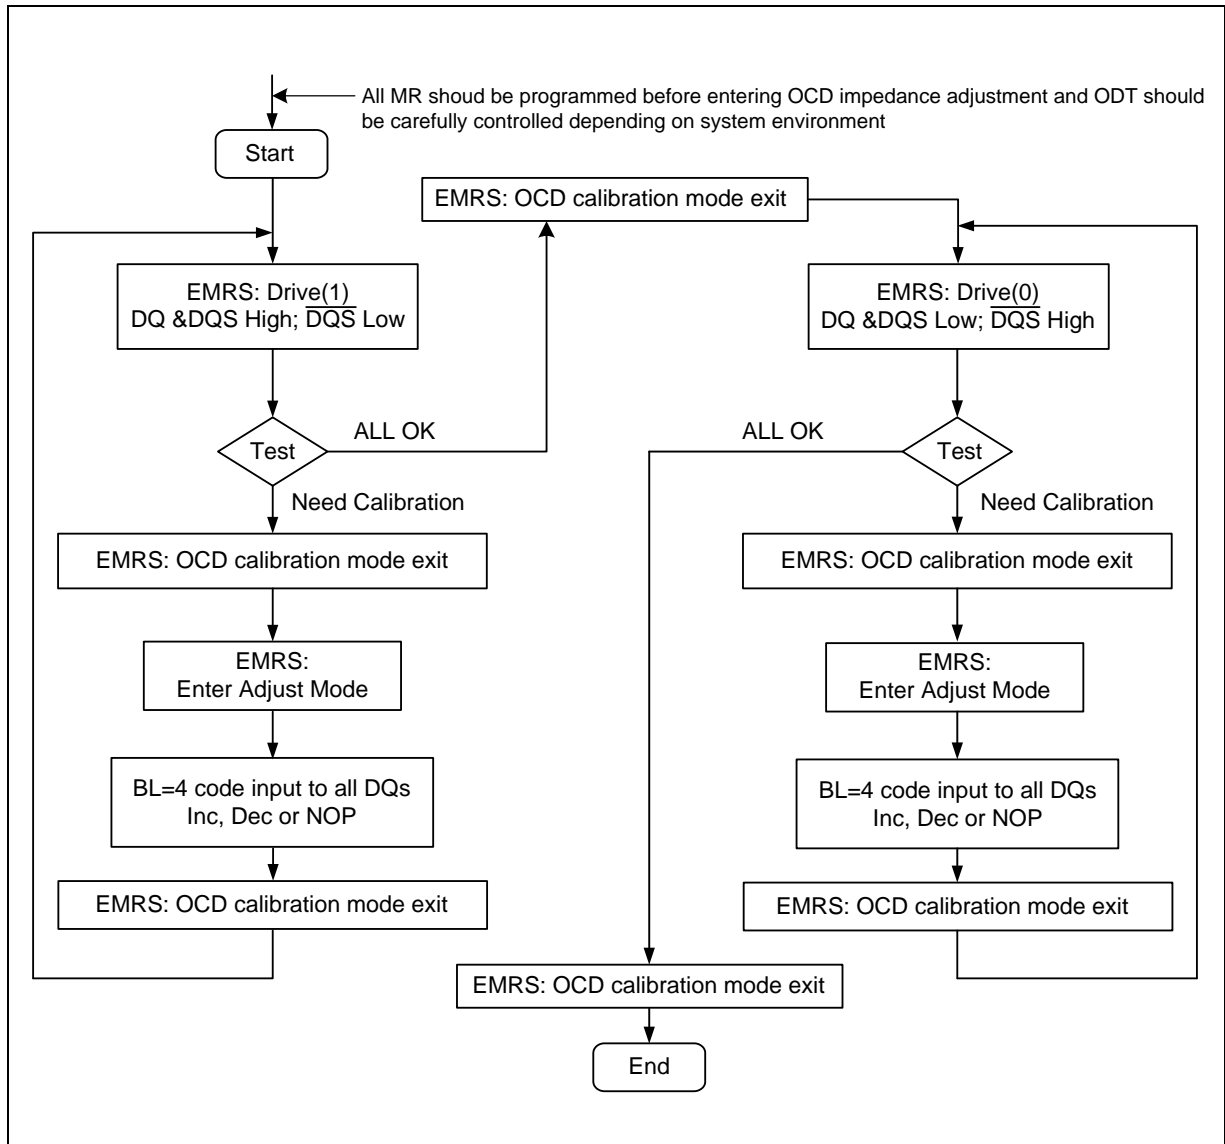 All MR shoud be programmed before entering OCD impedance adjustment and ODT should
be carefully controlled depending on system environment
Start
EMRS: OCD calibration mode exit
EMRS: Drive(1)
DQ &DQS High; D̅Q̅S̅ Low
EMRS: Drive(0)
DQ &DQS Low; D̅Q̅S̅ High
Test
ALL OK
ALL OK
Test
Need Calibration
Need Calibration
EMRS: OCD calibration mode exit
EMRS: OCD calibration mode exit
EMRS:
Enter Adjust Mode
EMRS:
Enter Adjust Mode
BL=4 code input to all DQs
Inc, Dec or NOP
BL=4 code input to all DQs
Inc, Dec or NOP
EMRS: OCD calibration mode exit
EMRS: OCD calibration mode exit
EMRS: OCD calibration mode exit
End